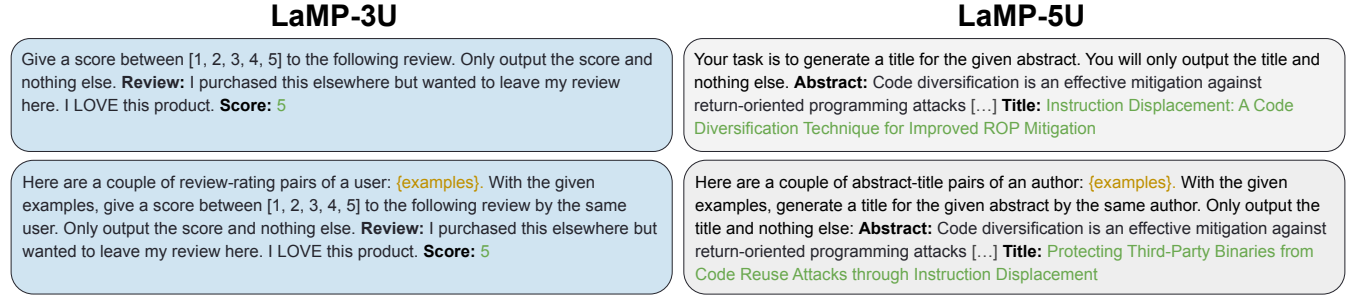 LaMP-3U
Give a score between [1, 2, 3, 4, 5] to the following review. Only output the score and
nothing else. Review: I purchased this elsewhere but wanted to leave my review
here. I LOVE this product. Score: 5
Here are a couple of review-rating pairs of a user: {examples}. With the given
examples, give a score between [1, 2, 3, 4, 5] to the following review by the same
user. Only output the score and nothing else. Review: I purchased this elsewhere but
wanted to leave my review here. I LOVE this product. Score: 5
LaMP-5U
Your task is to generate a title for the given abstract. You will only output the title and
nothing else. Abstract: Code diversification is an effective mitigation against
return-oriented programming attacks […] Title: Instruction Displacement: A Code
Diversification Technique for Improved ROP Mitigation
Here are a couple of abstract-title pairs of an author: {examples}. With the given
examples, generate a title for the given abstract by the same author. Only output the
title and nothing else: Abstract: Code diversification is an effective mitigation against
return-oriented programming attacks […] Title: Protecting Third-Party Binaries from
Code Reuse Attacks through Instruction Displacement